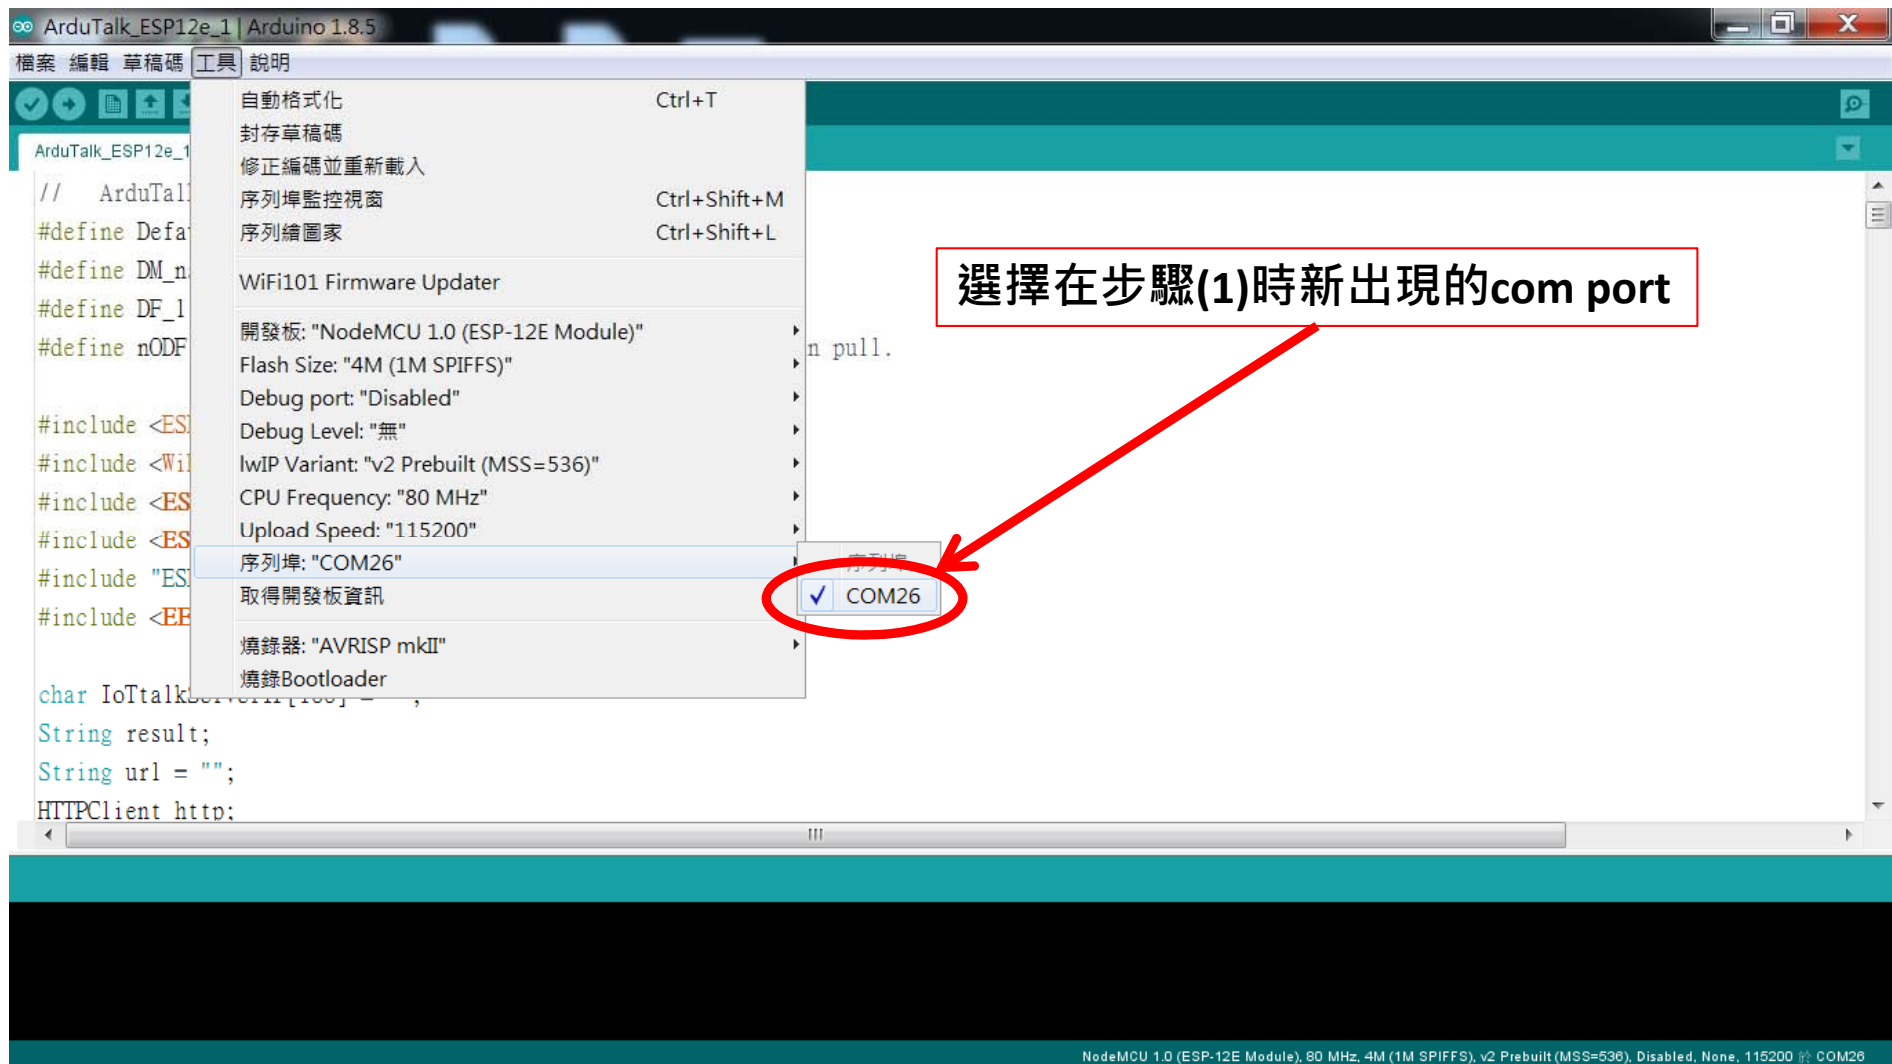 ArduTalk_ESP12e_1 | Arduino 1.8.5
檔案 編輯 草稿碼 工具 說明
ArduTalk_ESP12e_1
自動格式化 Ctrl+T
封存草稿碼
修正編碼並重新載入
序列埠監控視窗 Ctrl+Shift+M
序列繪圖家 Ctrl+Shift+L
WiFi101 Firmware Updater
開發板: "NodeMCU 1.0 (ESP-12E Module)"
Flash Size: "4M (1M SPIFFS)"
Debug port: "Disabled"
Debug Level: "無"
lwIP Variant: "v2 Prebuilt (MSS=536)"
CPU Frequency: "80 MHz"
Upload Speed: "115200"
序列埠: "COM26"
取得開發板資訊
燒錄器: "AVRISP mkII"
燒錄Bootloader
序列埠
COM26
選擇在步驟(1)時新出現的com port
// ArduTal
#define Defa
#define DM_n
#define DF_l
#define nODF n pull.
#include <ES
#include <Wi
#include <ES
#include <ES
#include "ES
#include <EE
char IoTtalk
String result;
String url = "";
HTTPClient http;
NodeMCU 1.0 (ESP-12E Module), 80 MHz, 4M (1M SPIFFS), v2 Prebuilt (MSS=536), Disabled, None, 115200 於 COM26